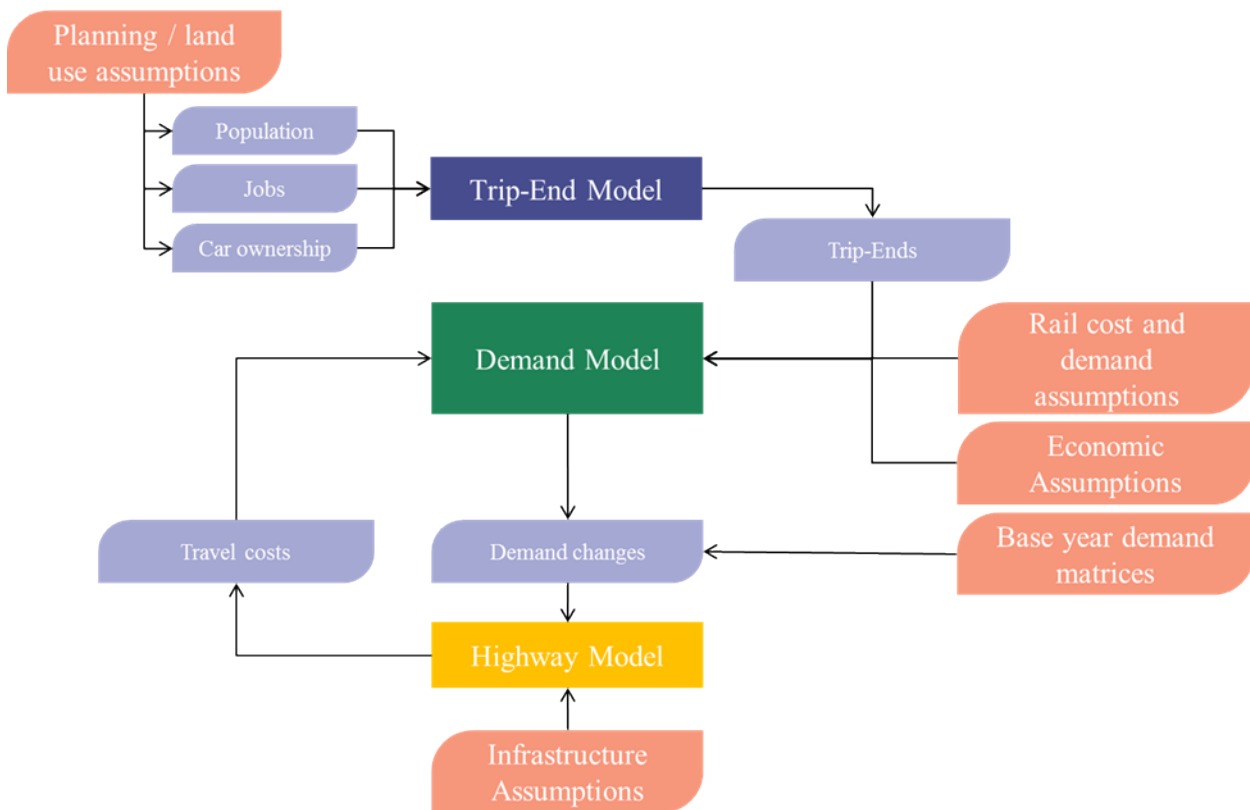 Planning / land
use assumptions
Population
Jobs
Car ownership
Trip-End Model
Trip-Ends
Demand Model
Rail cost and
demand
assumptions
Economic
Assumptions
Travel costs
Demand changes
Base year demand
matrices
Highway Model
Infrastructure
Assumptions